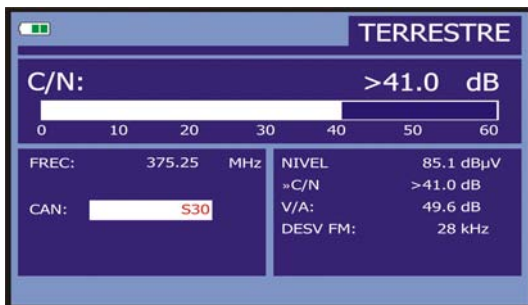 TERRESTRE
C/N: >41.0 dB
0 10 20 30 40 50 60
FREC: 375.25 MHz
CAN: S30
NIVEL 85.1 dBµV
»C/N >41.0 dB
V/A: 49.6 dB
DESV FM: 28 kHz